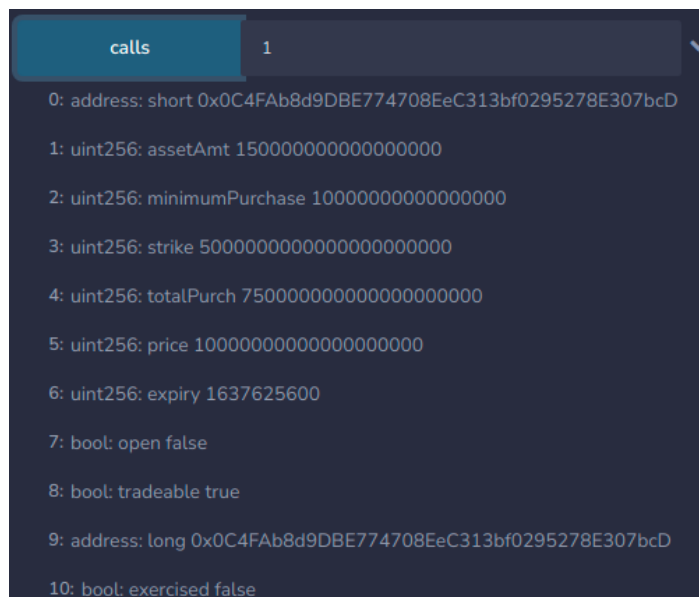 calls 1
0: address: short 0x0C4FAb8d9DBE774708EeC313bf0295278E307bcD
1: uint256: assetAmt 150000000000000000
2: uint256: minimumPurchase 10000000000000000
3: uint256: strike 5000000000000000000000
4: uint256: totalPurch 750000000000000000000
5: uint256: price 10000000000000000000
6: uint256: expiry 1637625600
7: bool: open false
8: bool: tradeable true
9: address: long 0x0C4FAb8d9DBE774708EeC313bf0295278E307bcD
10: bool: exercised false